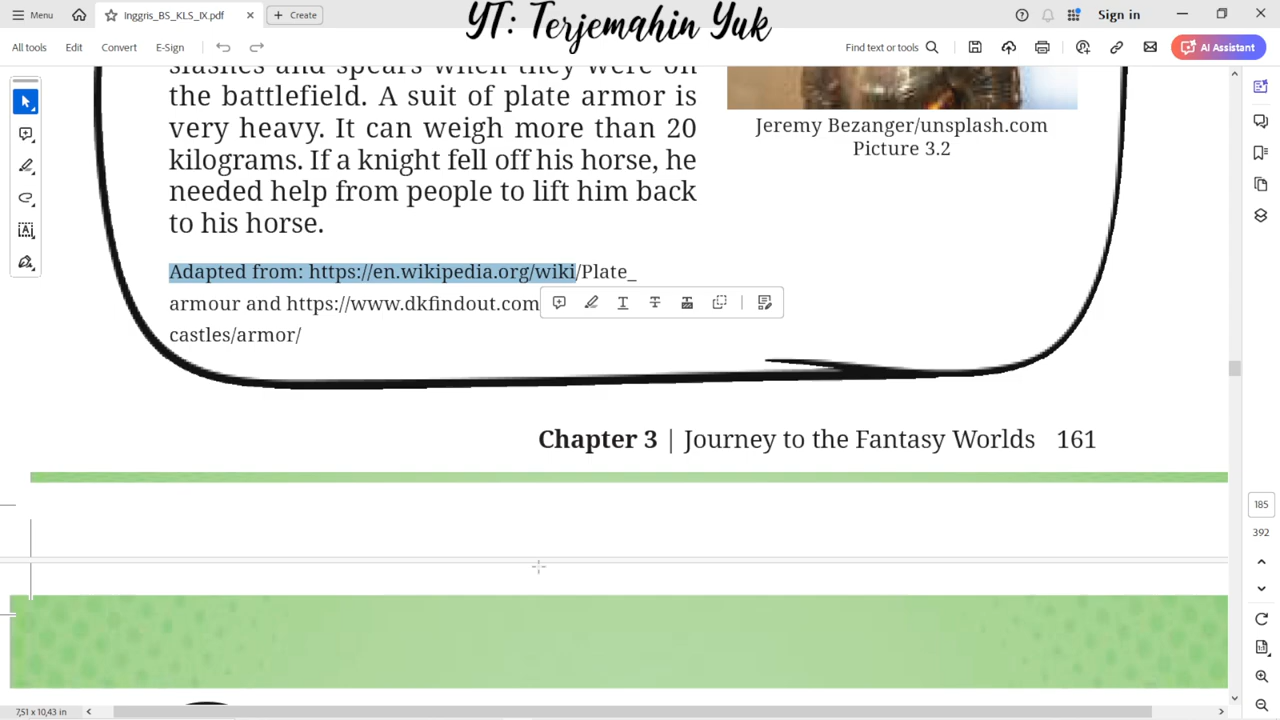 Menu
Inggris_BS_KLS_IX.pdf
Create
YT: Terjemahin Yuk
Sign in
All tools
Edit
Convert
E-Sign
Find text or tools
AI Assistant
slashes and spears when they were on
the battlefield. A suit of plate armor is
very heavy. It can weigh more than 20
kilograms. If a knight fell off his horse, he
needed help from people to lift him back
to his horse.
Adapted from: https://en.wikipedia.org/wiki/Plate_
armour and https://www.dkfindout.com
castles/armor/
Jeremy Bezanger/unsplash.com
Picture 3.2
Chapter 3 | Journey to the Fantasy Worlds 161
185
392
7,51 x 10,43 in